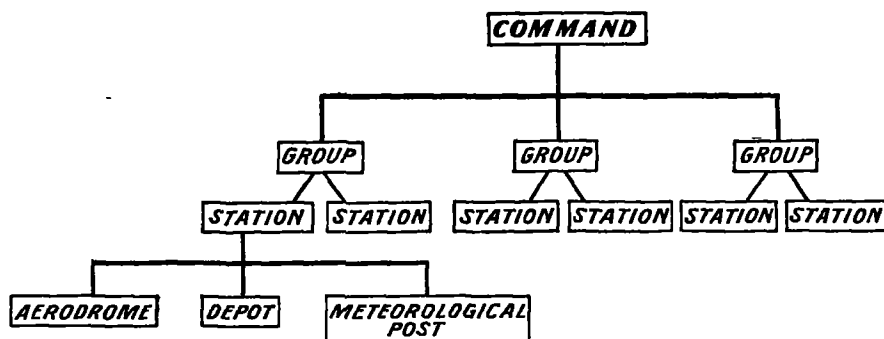 COMMAND
GROUP
GROUP
GROUP
STATION
STATION
STATION
STATION
STATION
STATION
AERODROME
DEPOT
METEOROLOGICAL
POST